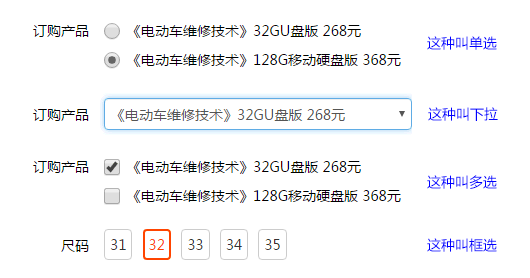 订购产品 《电动车维修技术》32GU盘版 268元
《电动车维修技术》128G移动硬盘版 368元
这种叫单选
订购产品 《电动车维修技术》32GU盘版 268元 这种叫下拉
订购产品 《电动车维修技术》32GU盘版 268元
《电动车维修技术》128G移动硬盘版 368元
这种叫多选
尺码 31 32 33 34 35 这种叫框选